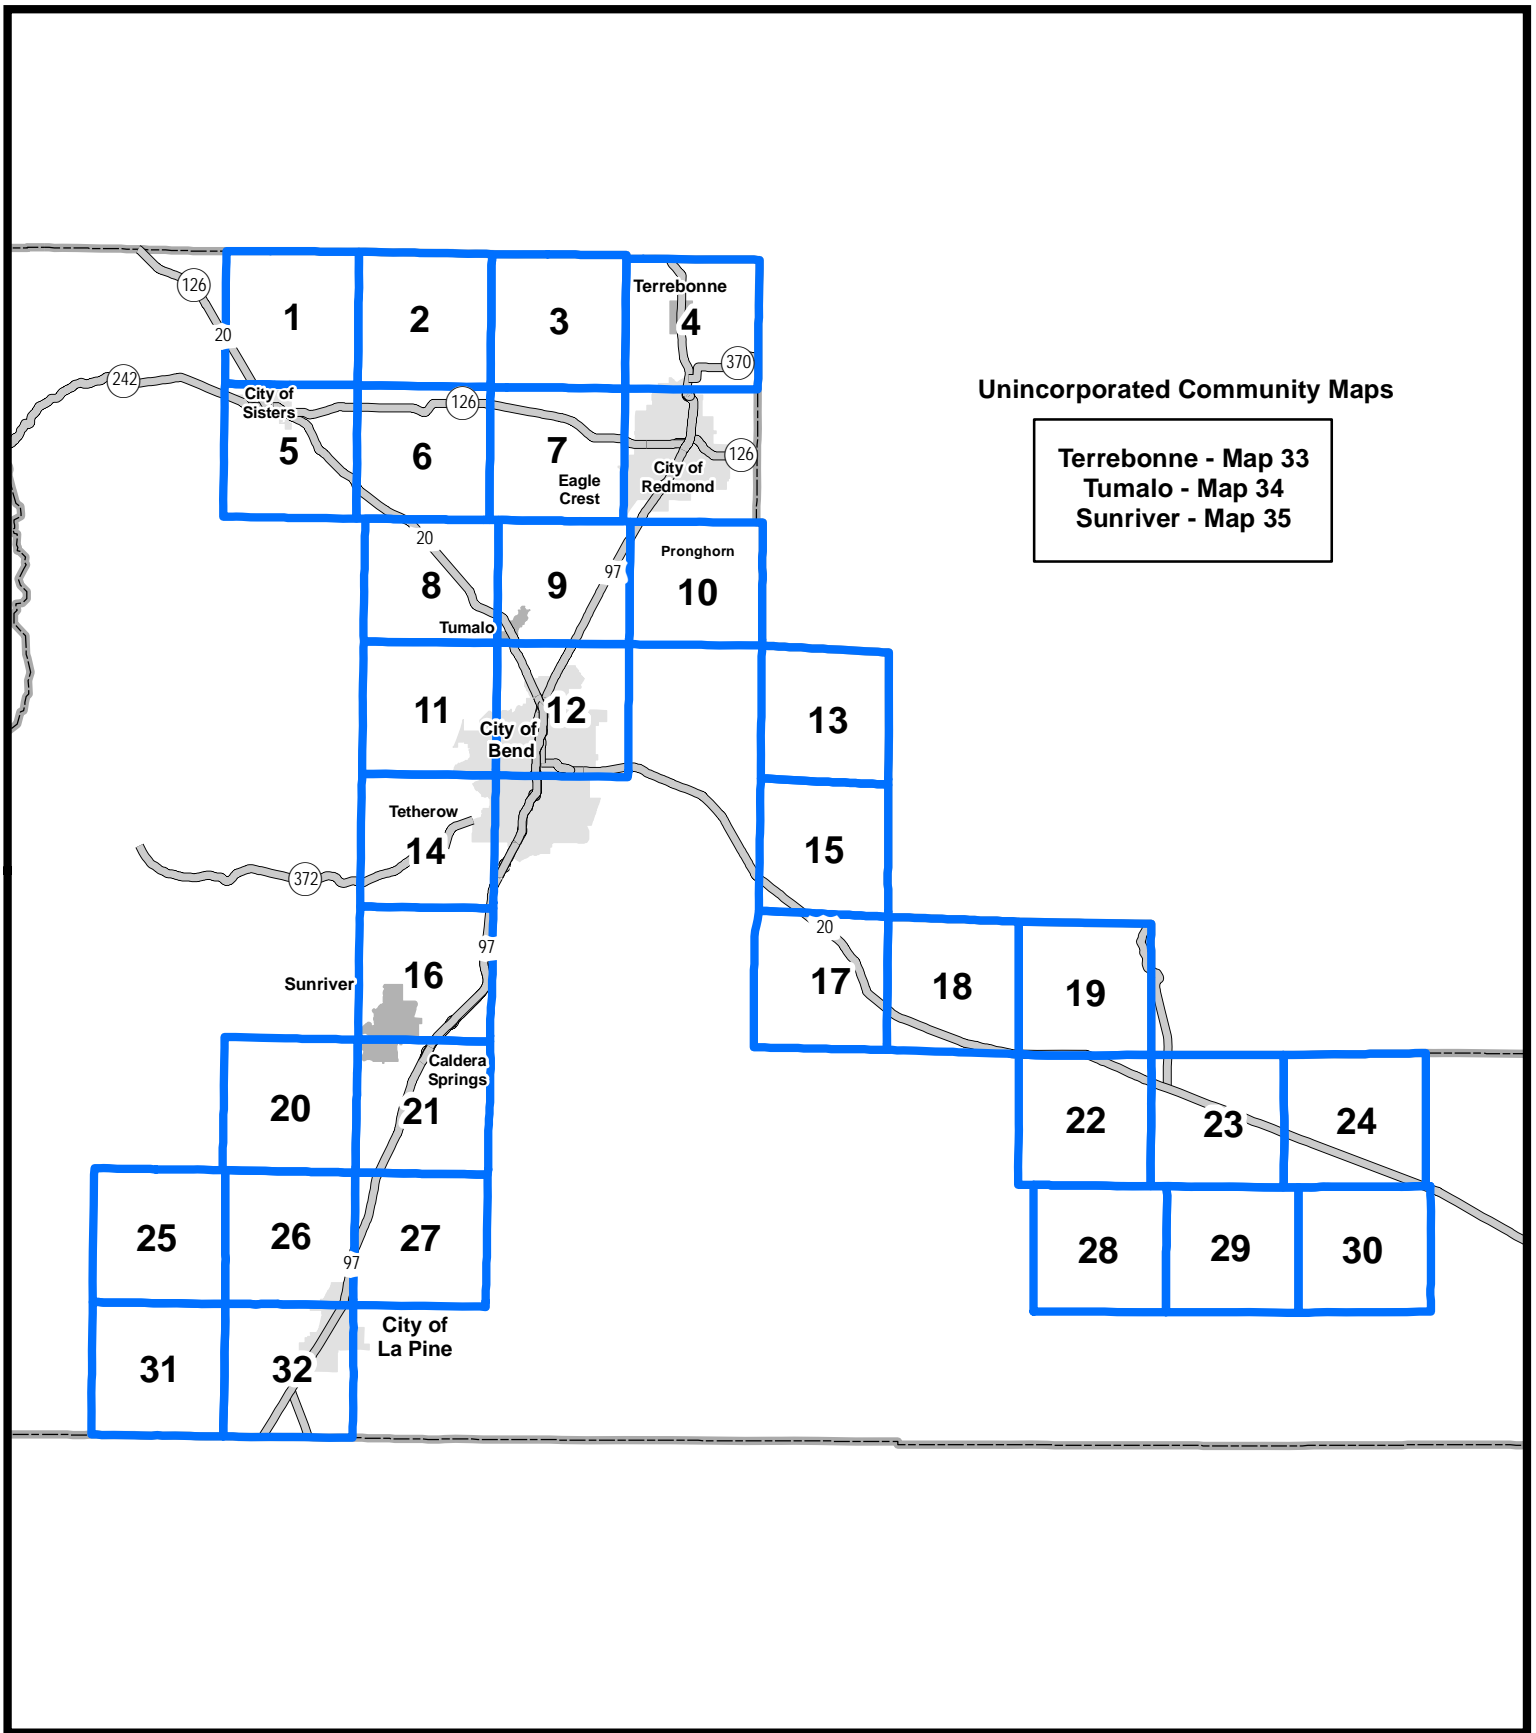 Terrebonne
126
1
2
3
4
20
370
242
City of
Sisters
126
Unincorporated Community Maps
5
6
7
126
Eagle
Crest
City of
Redmond
Terrebonne - Map 33
Tumalo - Map 34
Sunriver - Map 35
20
Pronghorn
8
9
97
10
Tumalo
11
12
13
City of
Bend
Tetherow
14
15
372
20
97
16
17
18
19
Sunriver
Caldera
Springs
20
21
22
23
24
25
26
27
28
29
30
97
City of
La Pine
31
32